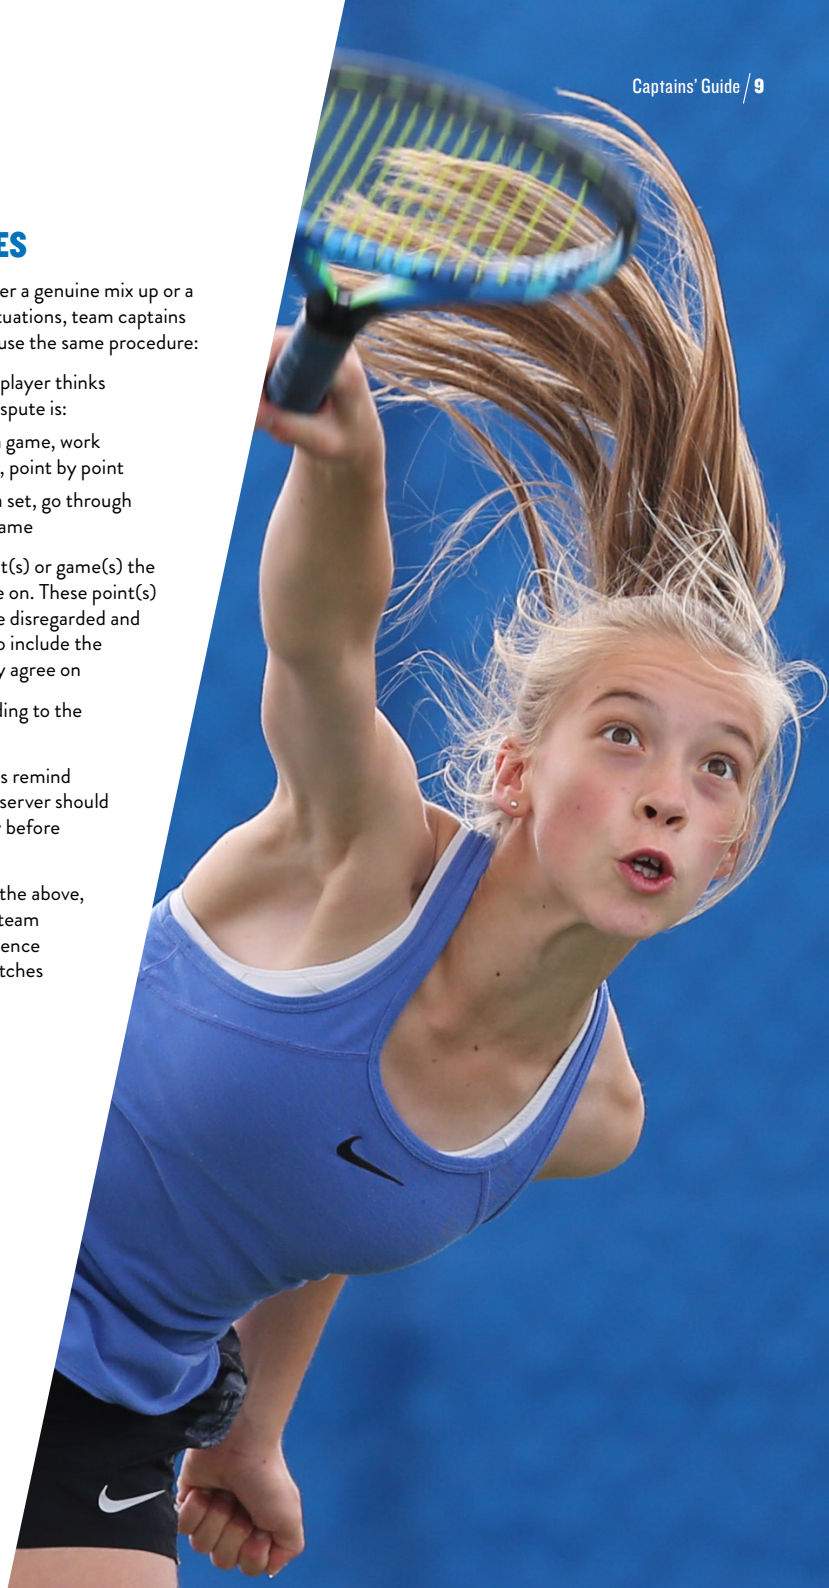 Captains' Guide / 9
ES
er a genuine mix up or a
tuations, team captains
use the same procedure:
player thinks
spute is:
game, work
, point by point
set, go through
ame
t(s) or game(s) the
e on. These point(s)
e disregarded and
o include the
y agree on
ling to the
s remind
server should
before
the above,
team
ence
tches